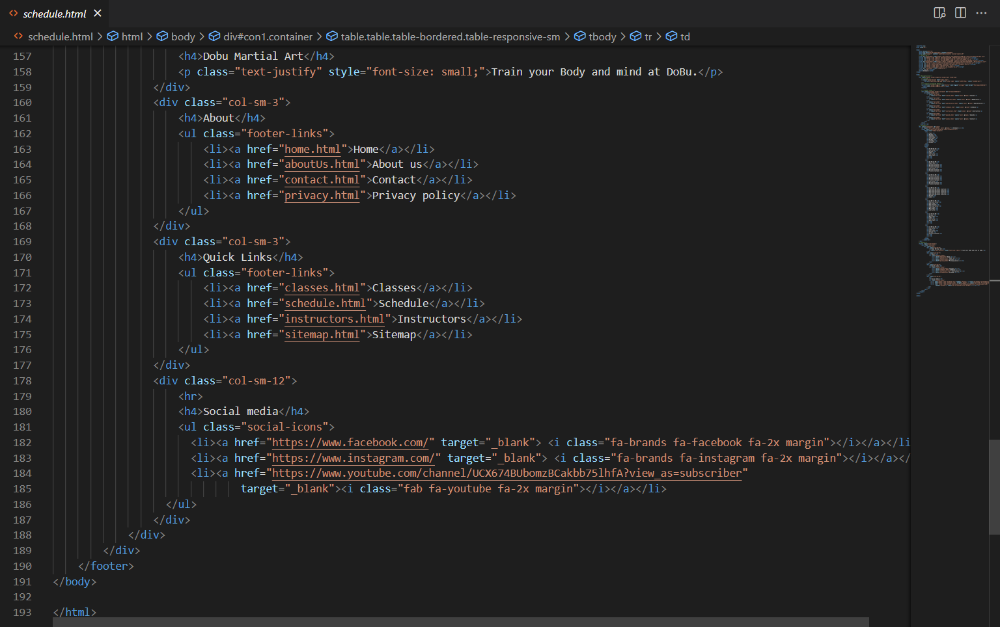 schedule.html
schedule.html > html > body > div#con1.container > table.table.table-bordered.table-responsive-sm > tbody > tr > td
157 <h4>Dobu Martial Art</h4>
158 <p class="text-justify" style="font-size: small;">Train your Body and mind at DoBu.</p>
159 </div>
160 <div class="col-sm-3">
161 <h4>About</h4>
162 <ul class="footer-links">
163 <li><a href="home.html">Home</a></li>
164 <li><a href="aboutUs.html">About us</a></li>
165 <li><a href="contact.html">Contact</a></li>
166 <li><a href="privacy.html">Privacy policy</a></li>
167 </ul>
168 </div>
169 <div class="col-sm-3">
170 <h4>Quick Links</h4>
171 <ul class="footer-links">
172 <li><a href="classes.html">Classes</a></li>
173 <li><a href="schedule.html">Schedule</a></li>
174 <li><a href="instructors.html">Instructors</a></li>
175 <li><a href="sitemap.html">Sitemap</a></li>
176 </ul>
177 </div>
178 <div class="col-sm-12">
179 <hr>
180 <h4>Social media</h4>
181 <ul class="social-icons">
182 <li><a href="https://www.facebook.com/" target="_blank"> <i class="fa-brands fa-facebook fa-2x margin"></i></a></li
183 <li><a href="https://www.instagram.com/" target="_blank"> <i class="fa-brands fa-instagram fa-2x margin"></i></a></
184 <li><a href="https://www.youtube.com/channel/UCX674BUbomzBCakbb75lhfA?view_as=subscriber"
185 target="_blank"><i class="fab fa-youtube fa-2x margin"></i></a></li>
186 </ul>
187 </div>
188 </div>
189 </div>
190 </footer>
191 </body>
192
193 </html>